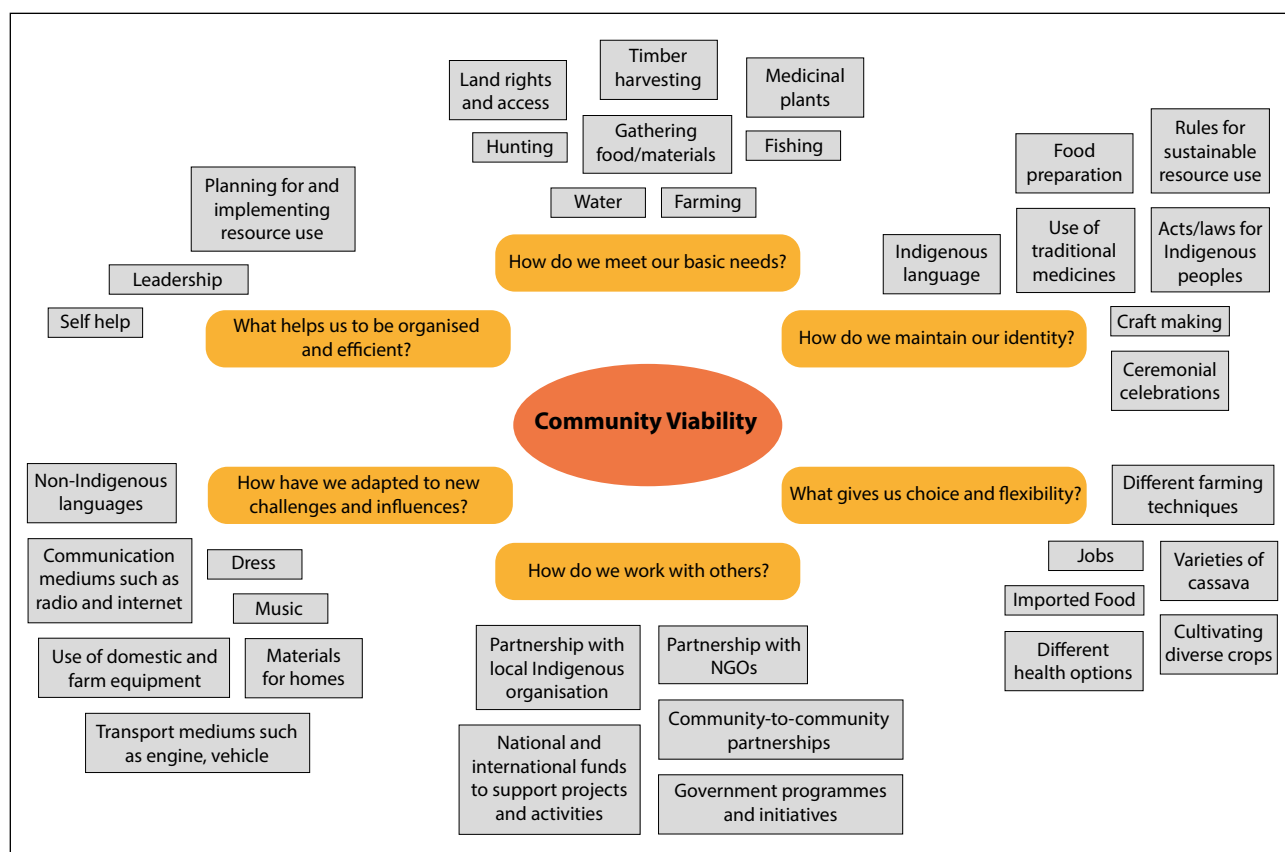 Timber
harvesting
Land rights
and access
Medicinal
plants
Hunting
Gathering
food/materials
Fishing
Water
Farming
How do we meet our basic needs?
Planning for and
implementing
resource use
Leadership
Self help
What helps us to be organised
and efficient?
Food
preparation
Rules for
sustainable
resource use
Indigenous
language
Use of
traditional
medicines
Acts/laws for
Indigenous
peoples
How do we maintain our identity?
Craft making
Ceremonial
celebrations
Community Viability
Non-Indigenous
languages
How have we adapted to new
challenges and influences?
Communication
mediums such as
radio and internet
Dress
Music
Use of domestic and
farm equipment
Materials
for homes
Transport mediums such
as engine, vehicle
How do we work with others?
Partnership with
local Indigenous
organisation
Partnership with
NGOs
National and
international funds
to support projects
and activities
Community-to-community
partnerships
Government programmes
and initiatives
What gives us choice and flexibility?
Different farming
techniques
Jobs
Varieties of
cassava
Imported Food
Different
health options
Cultivating
diverse crops